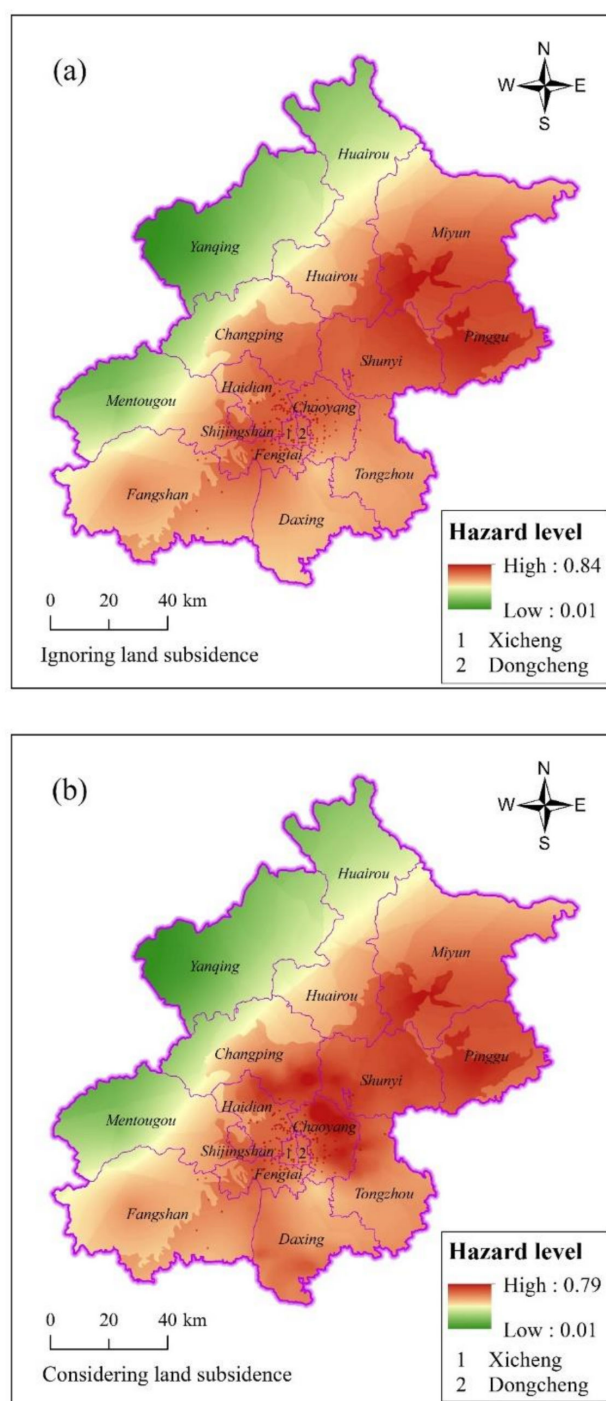 (a)
N
W E
S
Huairou
Miyun
Yanqing
Huairou
Pinggu
Changping
Shunyi
Haidian
Mentougou
Chaoyang
Shijingshan 1 2
Fengtai
Tongzhou
Fangshan
Daxing
Hazard level
High : 0.84
Low : 0.01
1 Xicheng
2 Dongcheng
0 20 40 km
Ignoring land subsidence
(b)
N
W E
S
Huairou
Miyun
Yanqing
Huairou
Pinggu
Changping
Shunyi
Haidian
Mentougou
Chaoyang
Shijingshan 1 2
Fengtai
Tongzhou
Fangshan
Daxing
Hazard level
High : 0.79
Low : 0.01
1 Xicheng
2 Dongcheng
0 20 40 km
Considering land subsidence